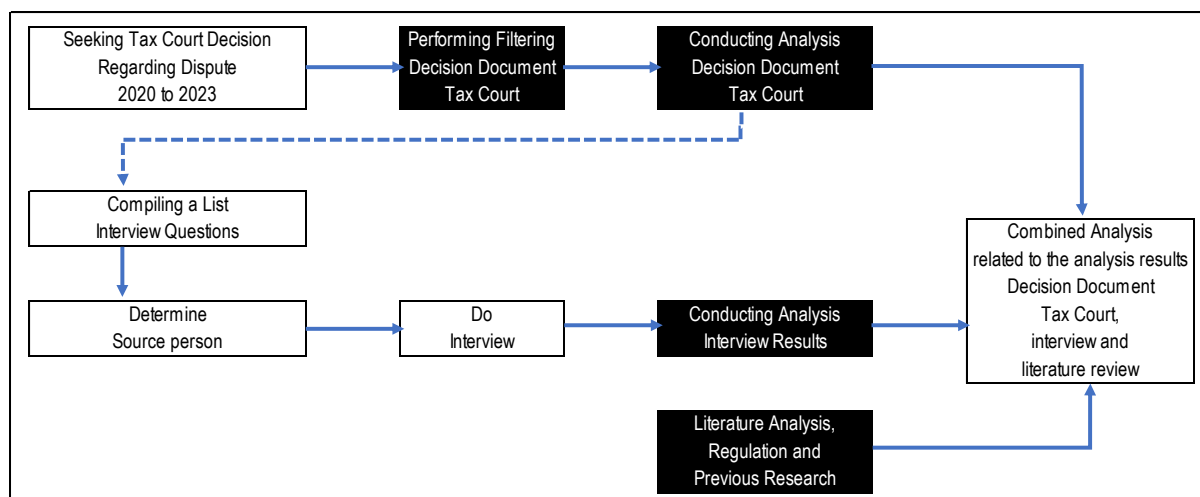 Seeking Tax Court Decision
Regarding Dispute
2020 to 2023
Performing Filtering
Decision Document
Tax Court
Conducting Analysis
Decision Document
Tax Court
Compiling a List
Interview Questions
Determine
Source person
Do
Interview
Conducting Analysis
Interview Results
Combined Analysis
related to the analysis results
Decision Document
Tax Court,
interview and
literature review
Literature Analysis,
Regulation and
Previous Research